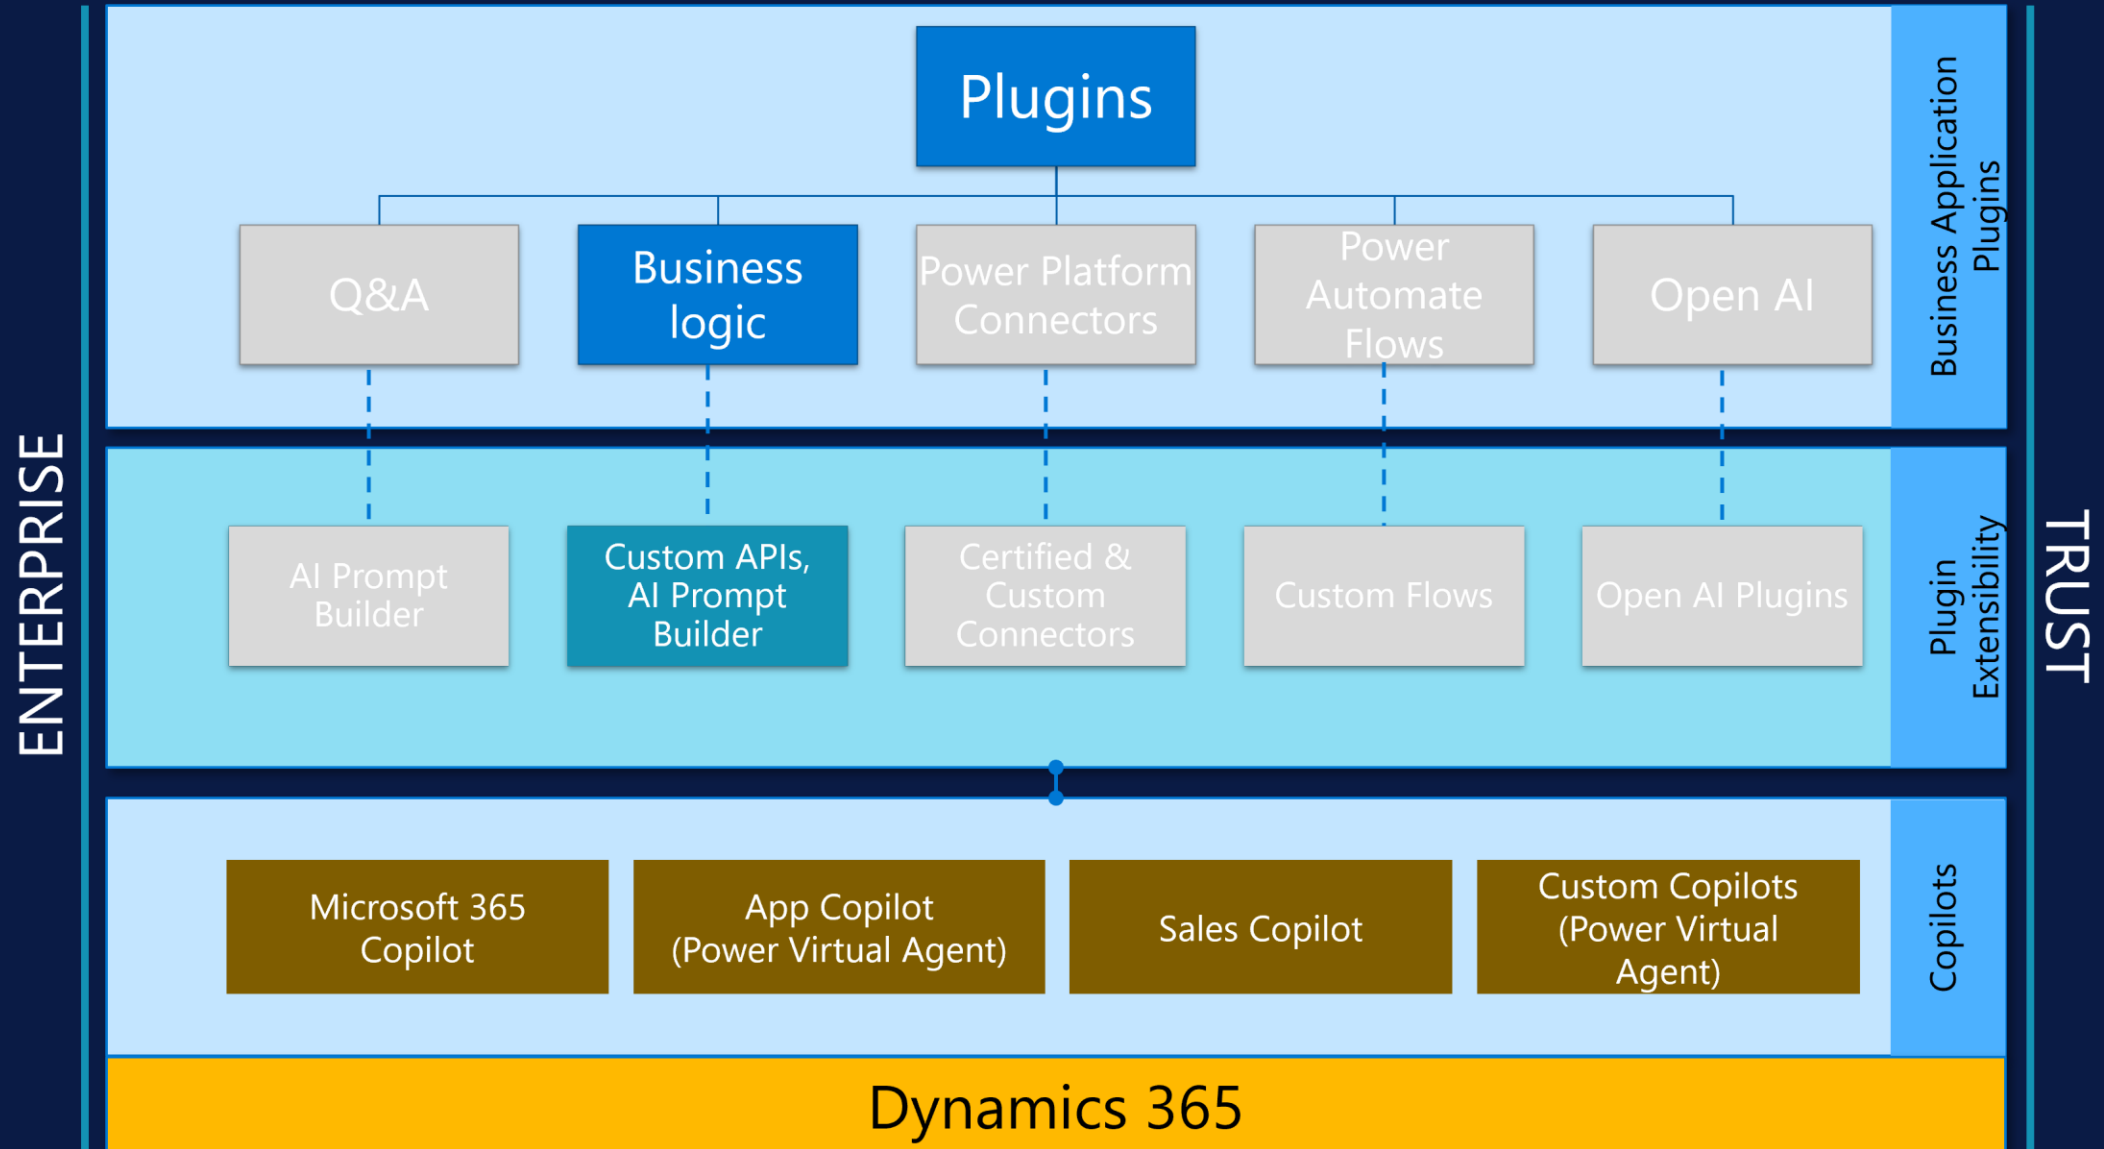 Plugins
Business Application
Plugins
Q&A
Business
logic
Power Platform
Connectors
Power
Automate
Flows
Open AI
ENTERPRISE
TRUST
AI Prompt
Builder
Custom APIs,
AI Prompt
Builder
Certified &
Custom
Connectors
Custom Flows
Open AI Plugins
Plugin
Extensibility
Microsoft 365
Copilot
App Copilot
(Power Virtual Agent)
Sales Copilot
Custom Copilots
(Power Virtual
Agent)
Copilots
Dynamics 365